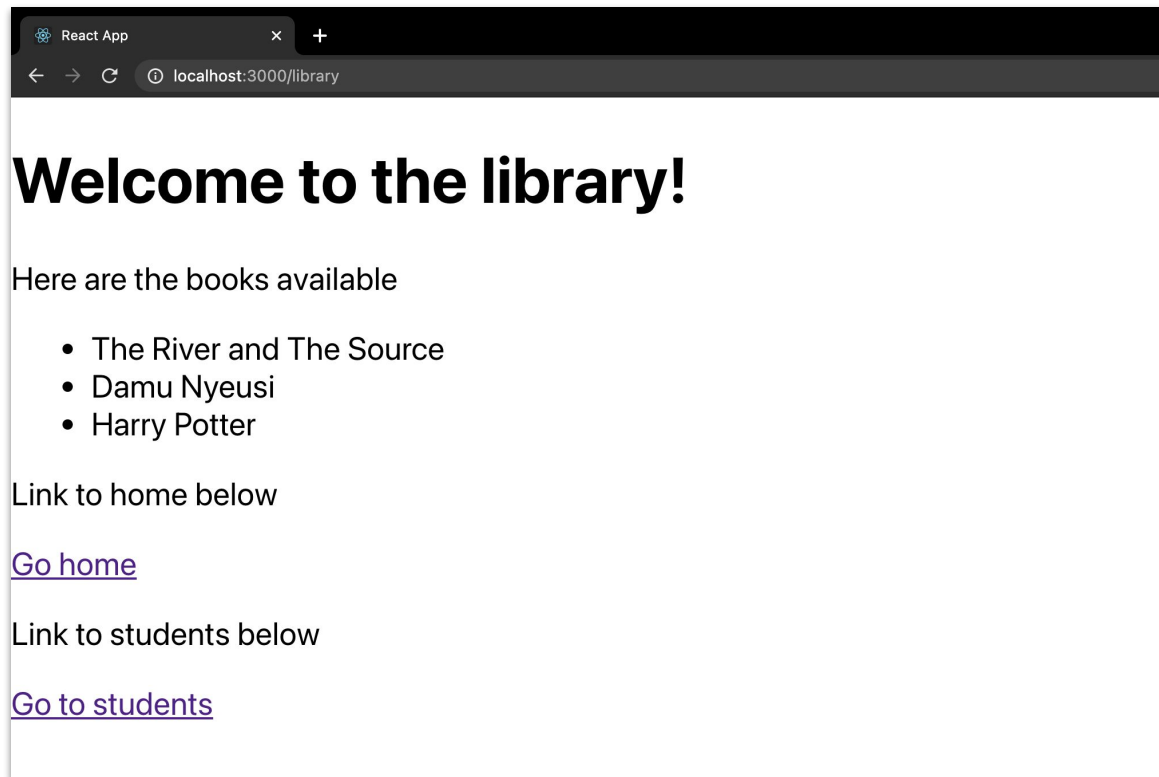 React App
localhost:3000/library
Welcome to the library!
Here are the books available
• The River and The Source
• Damu Nyeusi
• Harry Potter
Link to home below
Go home
Link to students below
Go to students